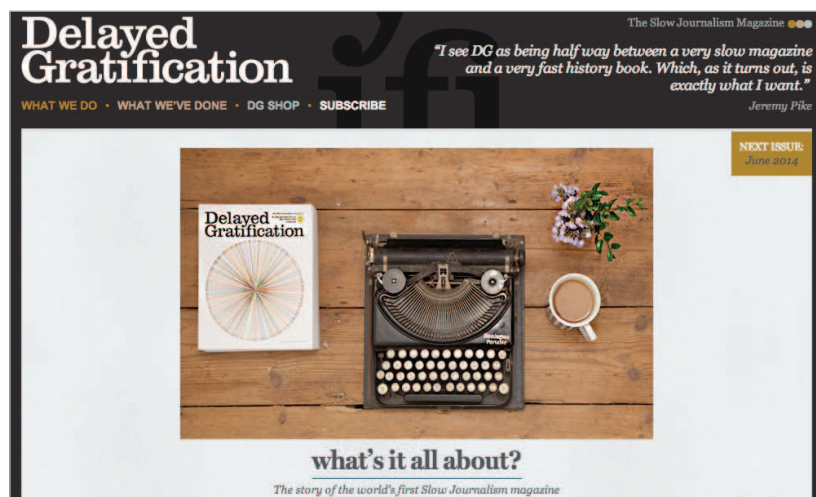 Delayed
Gratification
The Slow Journalism Magazine
“I see DG as being half way between a very slow magazine
and a very fast history book. Which, as it turns out, is
exactly what I want.”
Jeremy Pike
WHAT WE DO • WHAT WE'VE DONE • DG SHOP • SUBSCRIBE
NEXT ISSUE:
June 2014
Delayed
Gratification
Remington
Portable
what's it all about?
The story of the world's first Slow Journalism magazine